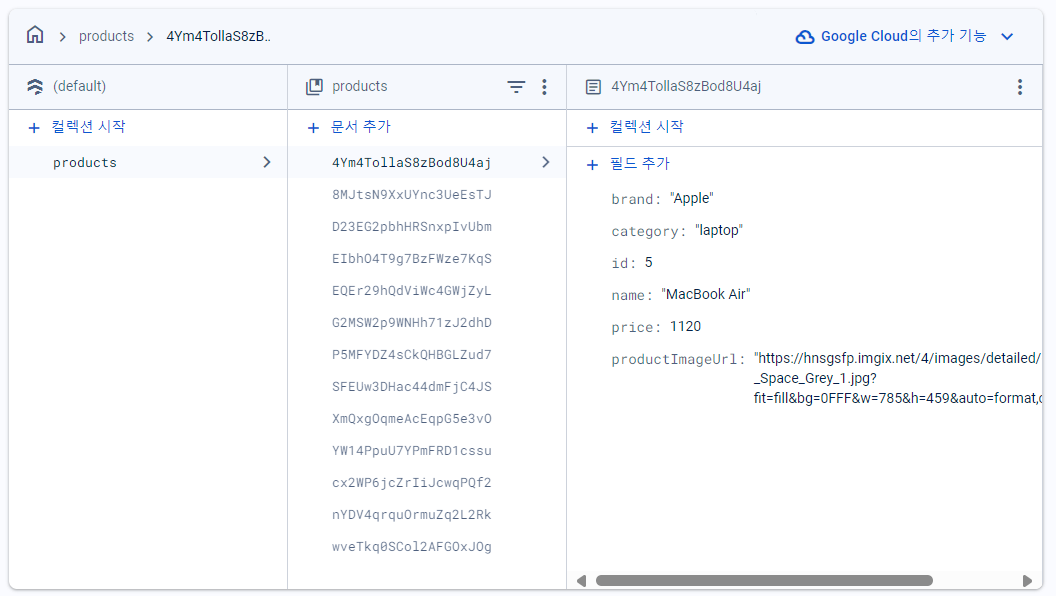 products
4Ym4TollaS8zB..
Google Cloud의 추가 기능
(default)
컬렉션 시작
products
products
문서 추가
4Ym4TollaS8zBod8U4aj
8MJtsN9XxUYnc3UeEsTJ
D23EG2pbhHRSnxpIvUbm
EIbhO4T9g7BzFWze7KqS
EQEr29hQdViWc4GWjZyL
G2MSW2p9WNHh71zJ2dhD
P5MFYDZ4sCkQHBGLZud7
SFEUw3DHac44dmFjC4JS
XmQxgOqmeAcEqpG5e3vO
YW14PpuU7YPmFRD1cssu
cx2WP6jcZrIiJcwqPQf2
nYDV4qrquOrmuZq2L2Rk
wveTkq0SCol2AFGOxJOg
4Ym4TollaS8zBod8U4aj
컬렉션 시작
필드 추가
brand: "Apple"
category: "laptop"
id: 5
name: "MacBook Air"
price: 1120
productImageUrl: "https://hnsgsfp.imgix.net/4/images/detailed/
_Space_Grey_1.jpg?
fit=fill&bg=0FFF&w=785&h=459&auto=format,c